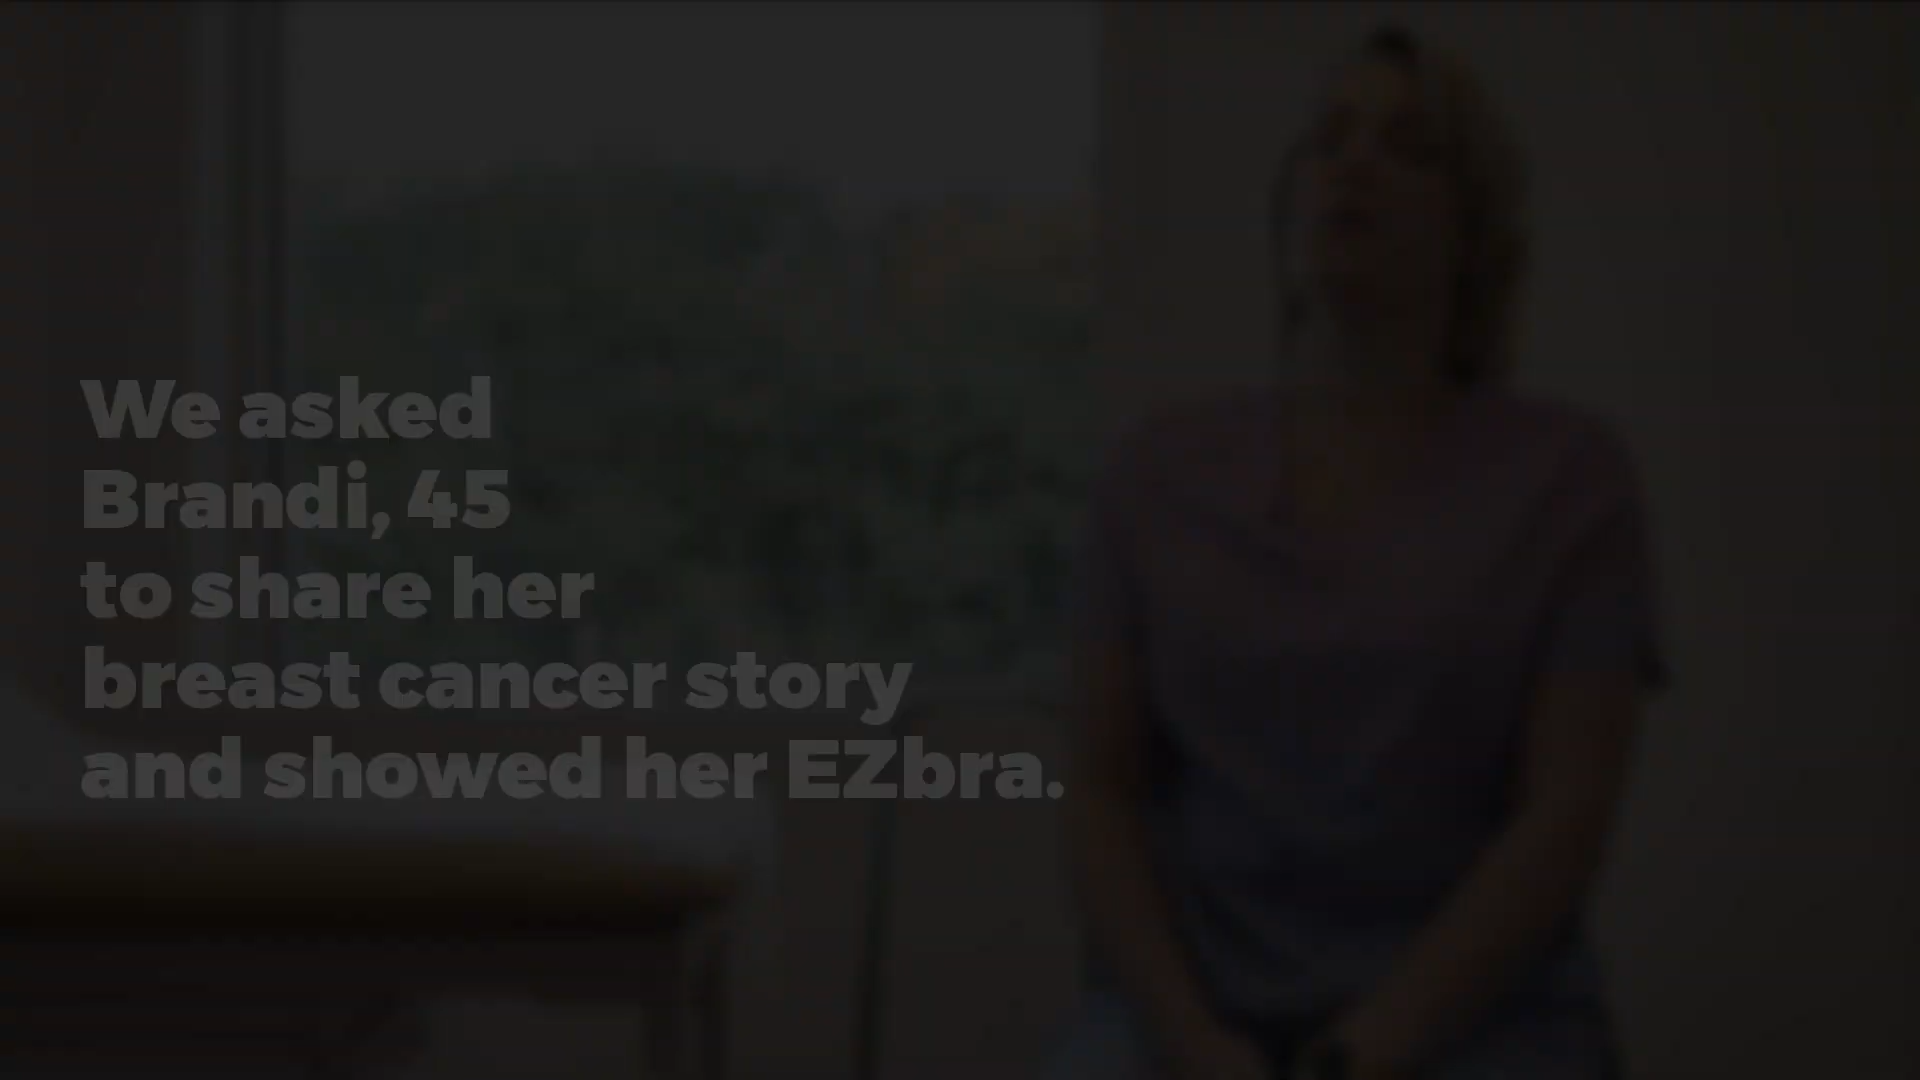 We asked
Brandi, 45
to share her
breast cancer story
and showed her EZbra.